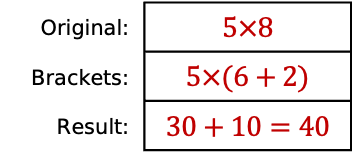 Original: 5×8
Brackets: 5×(6 + 2)
Result: 30 + 10 = 40